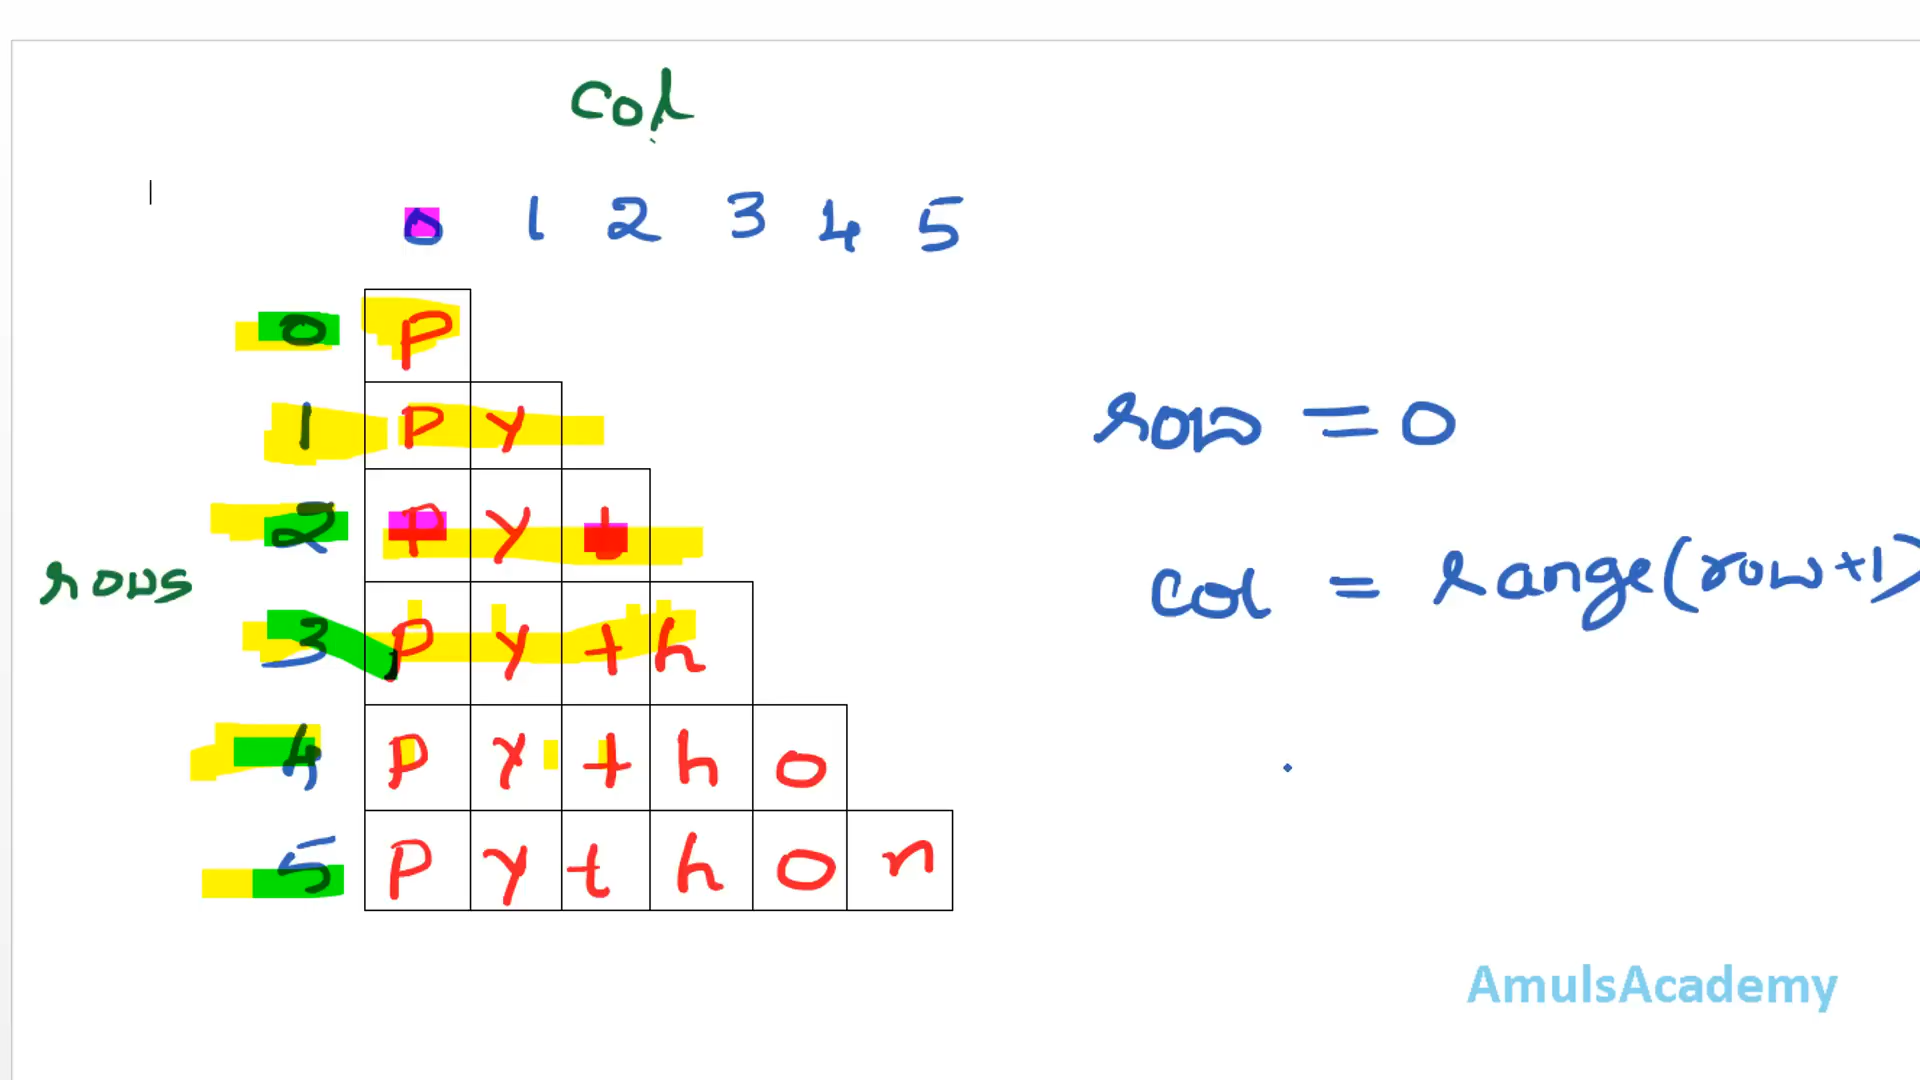 col
0 1 2 3 4 5
0 P
1 P y
2 P y t
3 P y t h
4 P y t h o
5 P y t h o n
rows
row = 0
col = range(row+1)
AmulsAcademy